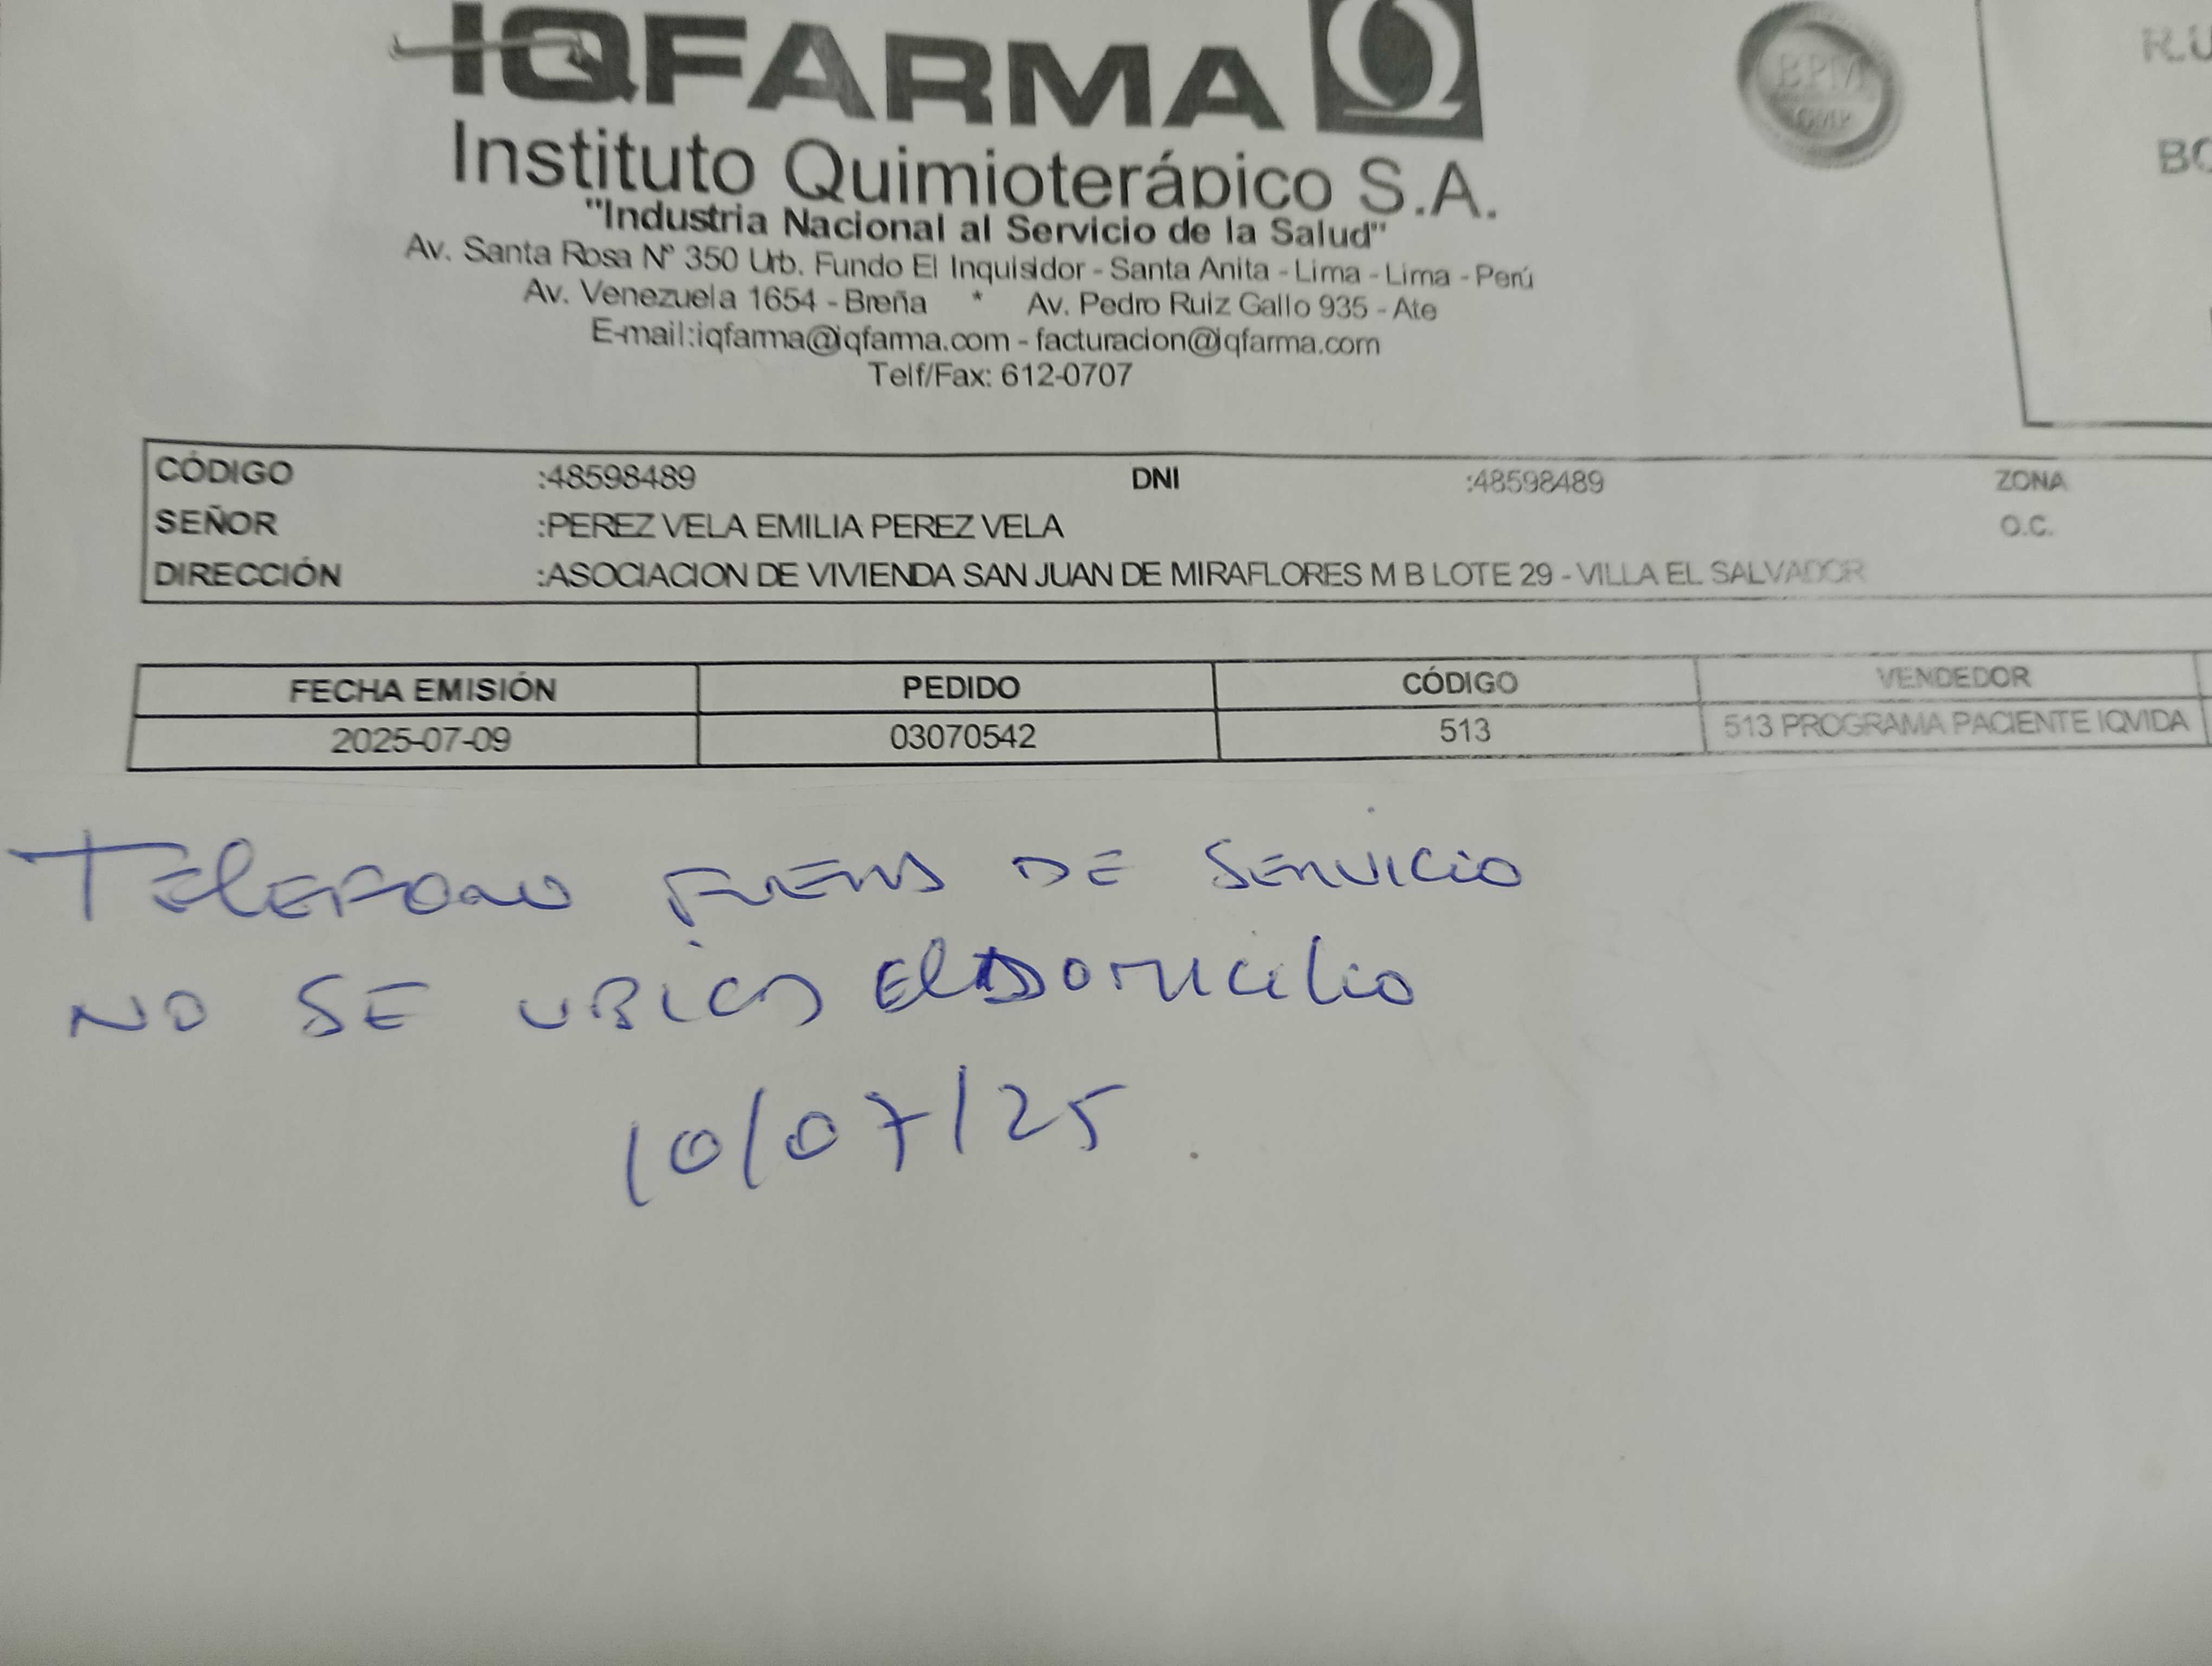 IQFARMA
Instituto Quimioterápico S.A.
"Industria Nacional al Servicio de la Salud"
Av. Santa Rosa N° 350 Urb. Fundo El Inquisidor - Santa Anita - Lima - Lima - Perú
Av. Venezuela 1654 - Breña * Av. Pedro Ruiz Gallo 935 - Ate
E-mail:iqfarma@iqfarma.com - facturacion@iqfarma.com
Telf/Fax: 612-0707
BPM
GMP
R.U
BO
CÓDIGO :48598489 DNI :48598489 ZONA
SEÑOR :PEREZ VELA EMILIA PEREZ VELA O.C.
DIRECCIÓN :ASOCIACION DE VIVIENDA SAN JUAN DE MIRAFLORES M B LOTE 29 - VILLA EL SALVADOR
FECHA EMISIÓN PEDIDO CÓDIGO VENDEDOR
2025-07-09 03070542 513 513 PROGRAMA PACIENTE IQVIDA
TELEFONO FUERA DE SERVICIO
NO SE UBICO El DOMICILIO
10/07/25